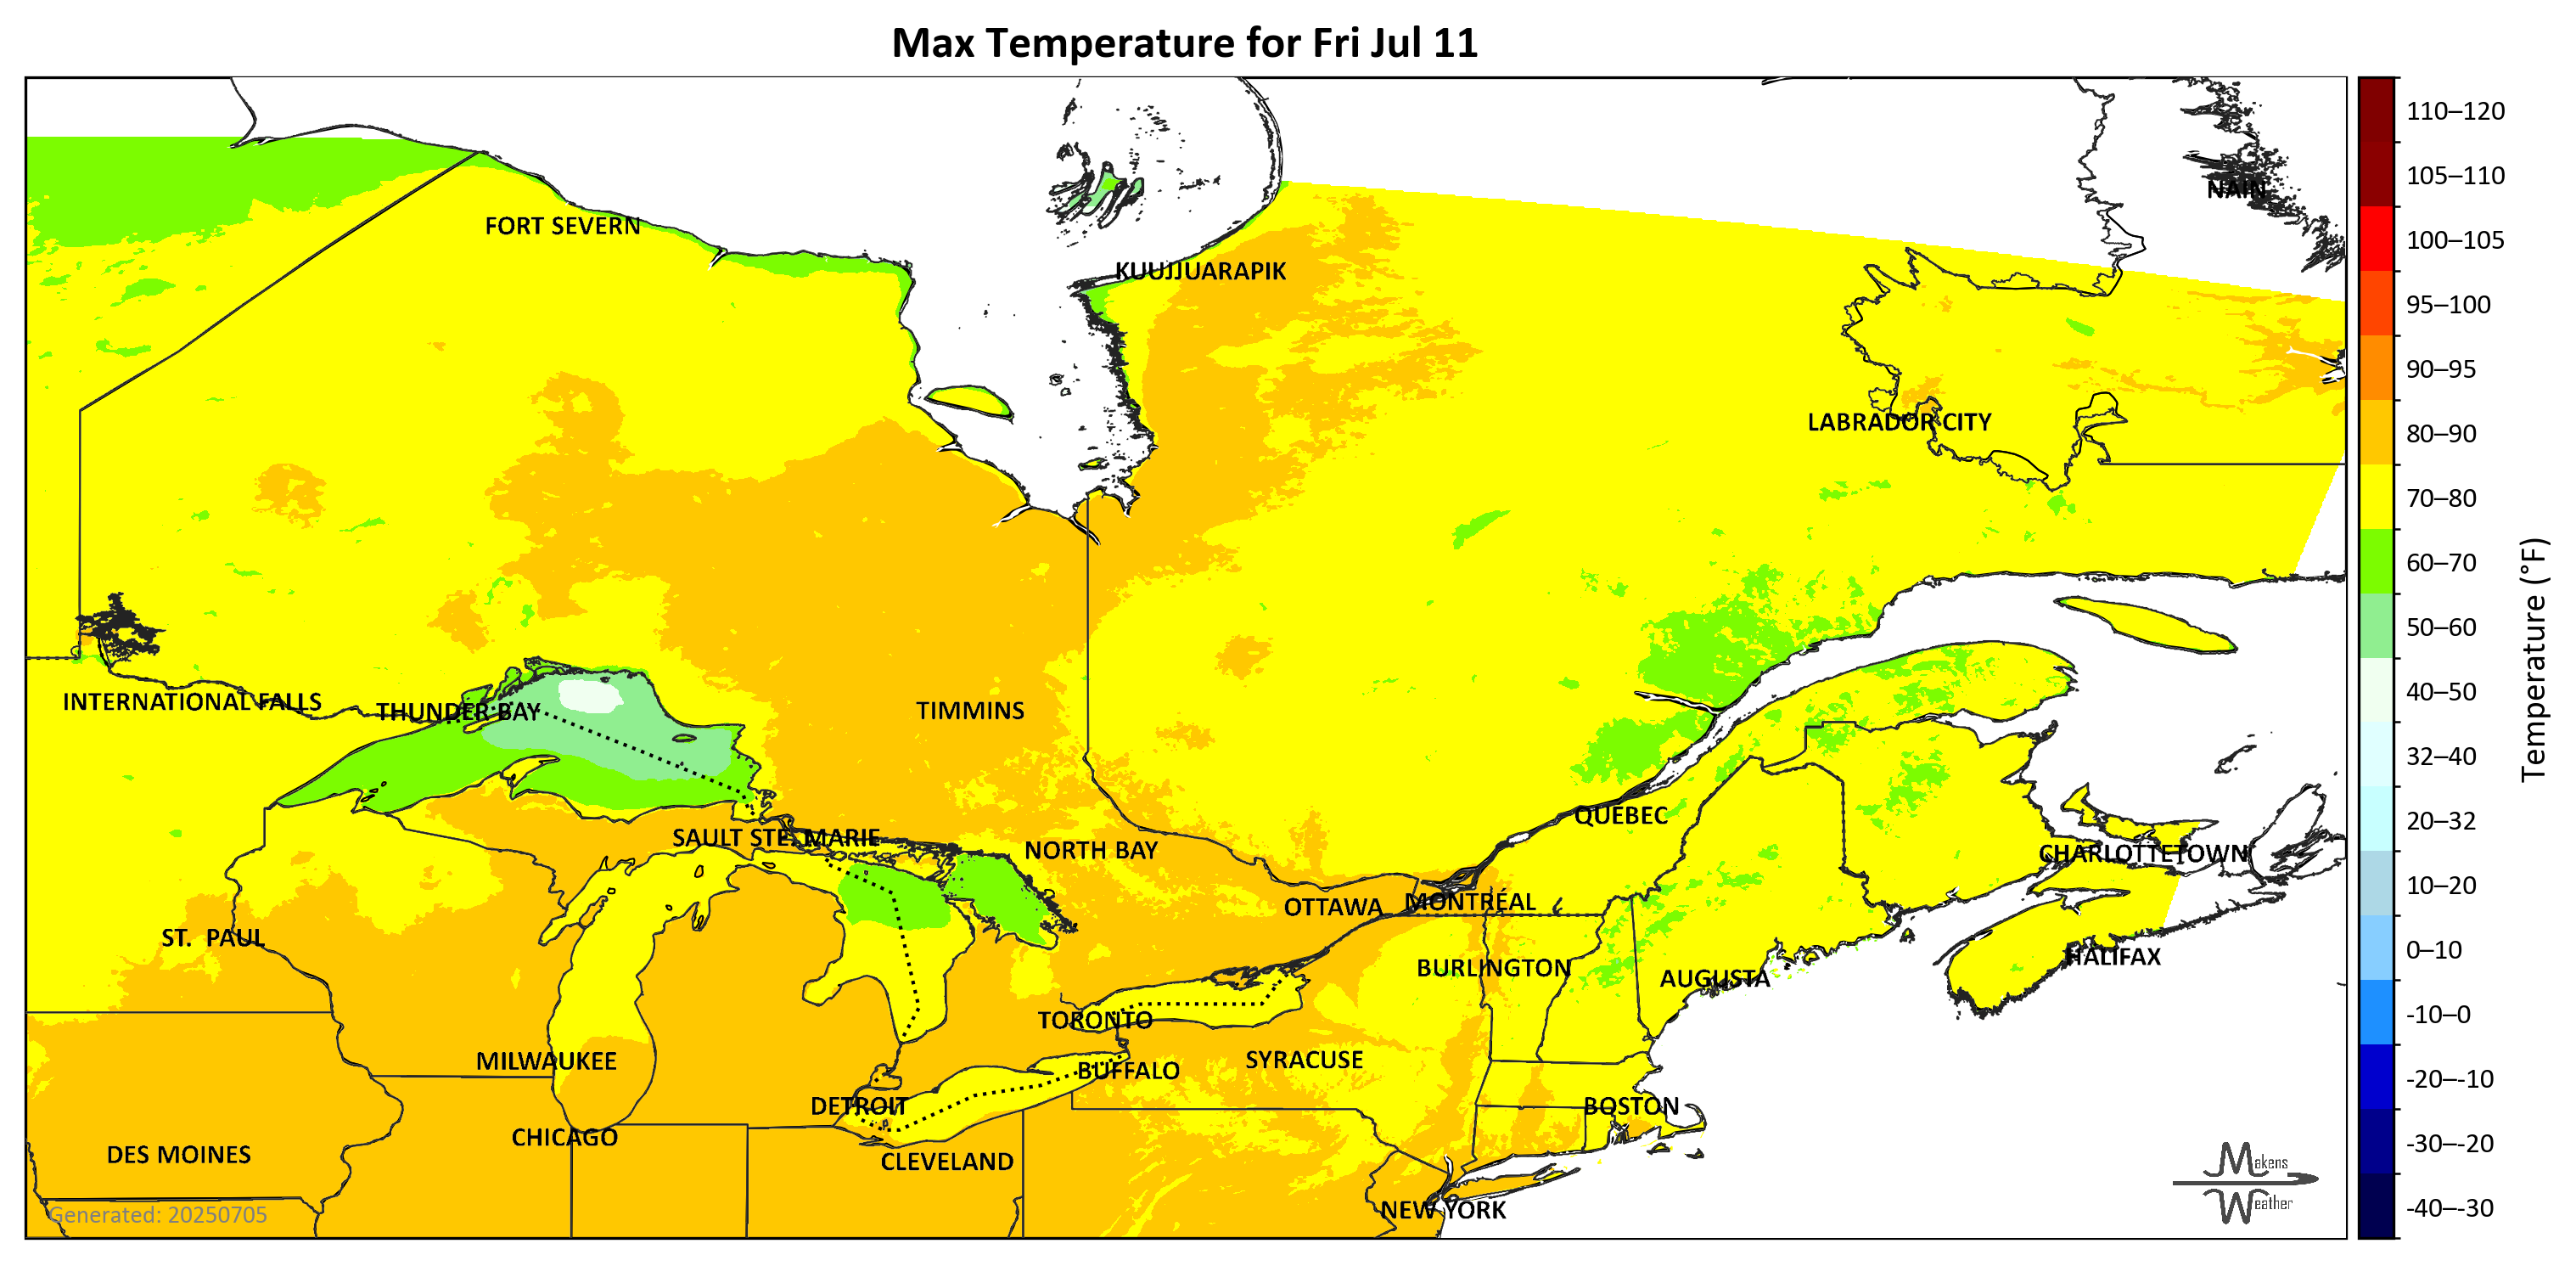 Max Temperature for Fri Jul 11
NAIN
FORT SEVERN
KUUJJUARAPIK
LABRADOR CITY
INTERNATIONAL FALLS
THUNDER BAY
TIMMINS
QUEBEC
SAULT STE. MARIE
NORTH BAY
CHARLOTTETOWN
OTTAWA
MONTRÉAL
ST. PAUL
HALIFAX
BURLINGTON
AUGUSTA
TORONTO
MILWAUKEE
SYRACUSE
BUFFALO
DETROIT
BOSTON
CHICAGO
DES MOINES
CLEVELAND
NEW YORK
Generated: 20250705
Makens
Weather
110–120
105–110
100–105
95–100
90–95
80–90
70–80
60–70
50–60
40–50
32–40
20–32
10–20
0–10
-10–0
-20–-10
-30–-20
-40–-30
Temperature (°F)